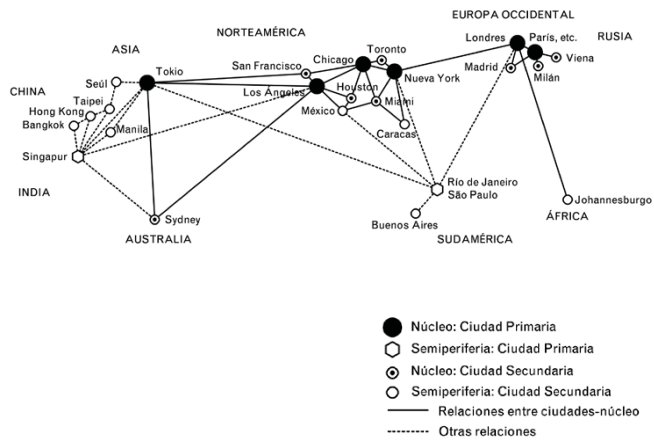 EUROPA OCCIDENTAL
NORTEAMÉRICA
Londres
París, etc.
RUSIA
ASIA
Chicago
Toronto
San Francisco
Viena
Madrid
Milán
Seúl
Tokio
Nueva York
Los Ángeles
Houston
CHINA
Taipei
Miami
Hong Kong
México
Bangkok
Manila
Caracas
Singapur
Río de Janeiro
São Paulo
INDIA
Johannesburgo
Sydney
Buenos Aires
ÁFRICA
AUSTRALIA
SUDAMÉRICA
Núcleo: Ciudad Primaria
Semiperiferia: Ciudad Primaria
Núcleo: Ciudad Secundaria
Semiperiferia: Ciudad Secundaria
Relaciones entre ciudades-núcleo
Otras relaciones